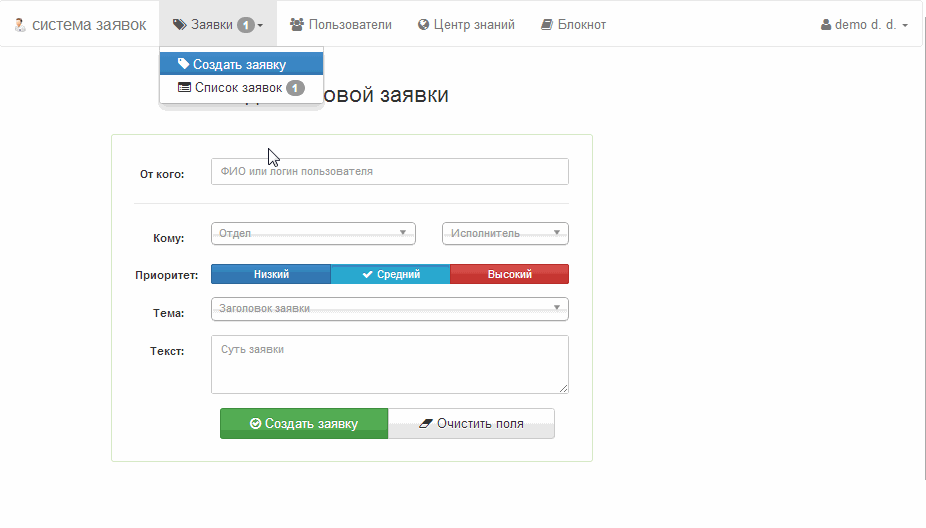 система заявок Заявки 1 Пользователи Центр знаний Блокнот demo d. d.
Создать заявку
Список заявок 1
овой заявки
От кого: ФИО или логин пользователя
Кому: Отдел Исполнитель
Приоритет: Низкий Средний Высокий
Тема: Заголовок заявки
Текст: Суть заявки
Создать заявку Очистить поля